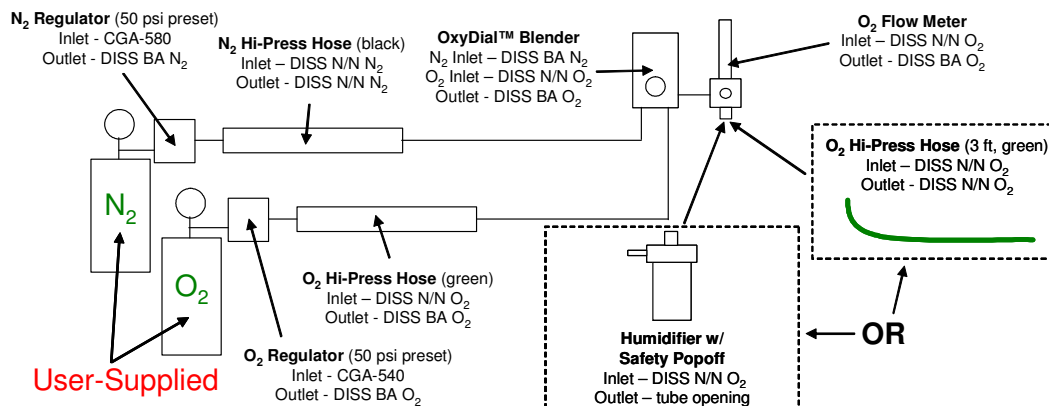 N2 Regulator (50 psi preset)
Inlet - CGA-580
Outlet - DISS BA N2
N2 Hi-Press Hose (black)
Inlet – DISS N/N N2
Outlet - DISS N/N N2
OxyDial™ Blender
N2 Inlet – DISS BA N2
O2 Inlet – DISS N/N O2
Outlet - DISS BA O2
O2 Flow Meter
Inlet – DISS N/N O2
Outlet - DISS BA O2
O2 Hi-Press Hose (3 ft, green)
Inlet – DISS N/N O2
Outlet - DISS N/N O2
N2
O2
User-Supplied
O2 Hi-Press Hose (green)
Inlet – DISS N/N O2
Outlet - DISS BA O2
O2 Regulator (50 psi preset)
Inlet - CGA-540
Outlet - DISS BA O2
Humidifier w/
Safety Popoff
Inlet – DISS N/N O2
Outlet – tube opening
OR